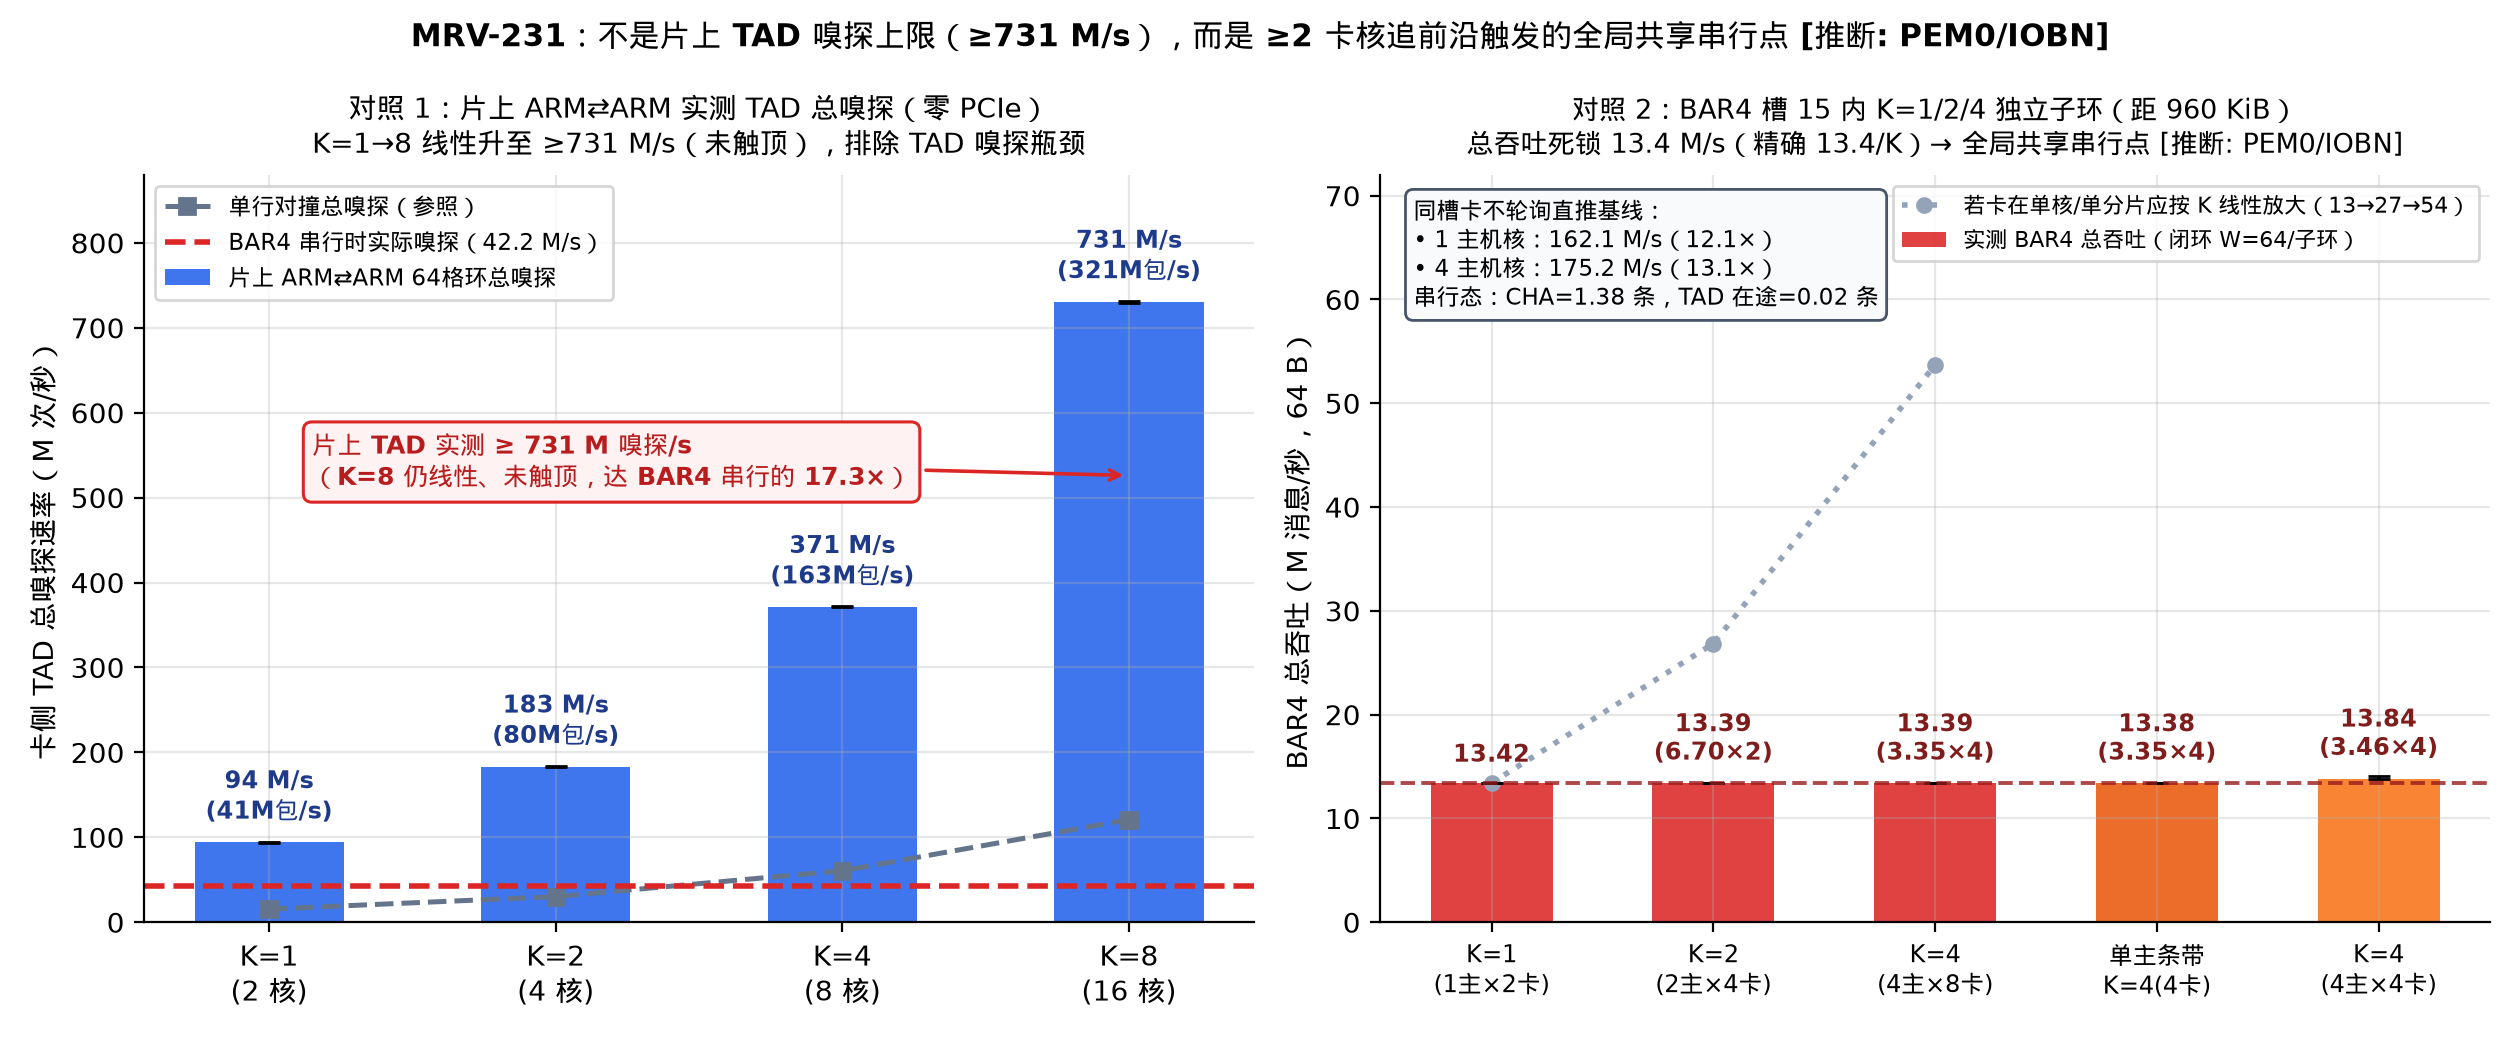 MRV-231：不是片上 TAD 嗅探上限（≥731 M/s），而是 ≥2 卡核追前沿触发的全局共享串行点 [推断: PEM0/IOBN]
对照 1：片上 ARM⇄ARM 实测 TAD 总嗅探（零 PCIe）
K=1→8 线性升至 ≥731 M/s（未触顶），排除 TAD 嗅探瓶颈
卡侧 TAD 总嗅探速率（M 次/秒）
800
700
600
500
400
300
200
100
0
单行对撞总嗅探（参照）
BAR4 串行时实际嗅探（42.2 M/s）
片上 ARM⇄ARM 64格环总嗅探
731 M/s
(321M包/s)
片上 TAD 实测 ≥ 731 M 嗅探/s
（K=8 仍线性、未触顶，达 BAR4 串行的 17.3×）
371 M/s
(163M包/s)
183 M/s
(80M包/s)
94 M/s
(41M包/s)
K=1
(2 核)
K=2
(4 核)
K=4
(8 核)
K=8
(16 核)
对照 2：BAR4 槽 15 内 K=1/2/4 独立子环（距 960 KiB）
总吞吐死锁 13.4 M/s（精确 13.4/K）→ 全局共享串行点 [推断: PEM0/IOBN]
BAR4 总吞吐（M 消息/秒，64 B）
70
60
50
40
30
20
10
0
同槽卡不轮询直推基线：
• 1 主机核：162.1 M/s（12.1×）
• 4 主机核：175.2 M/s（13.1×）
串行态：CHA=1.38 条，TAD 在途=0.02 条
若卡在单核/单分片应按 K 线性放大（13→27→54）
实测 BAR4 总吞吐（闭环 W=64/子环）
13.42
13.39
(6.70×2)
13.39
(3.35×4)
13.38
(3.35×4)
13.84
(3.46×4)
K=1
(1主×2卡)
K=2
(2主×4卡)
K=4
(4主×8卡)
单主条带
K=4(4卡)
K=4
(4主×4卡)